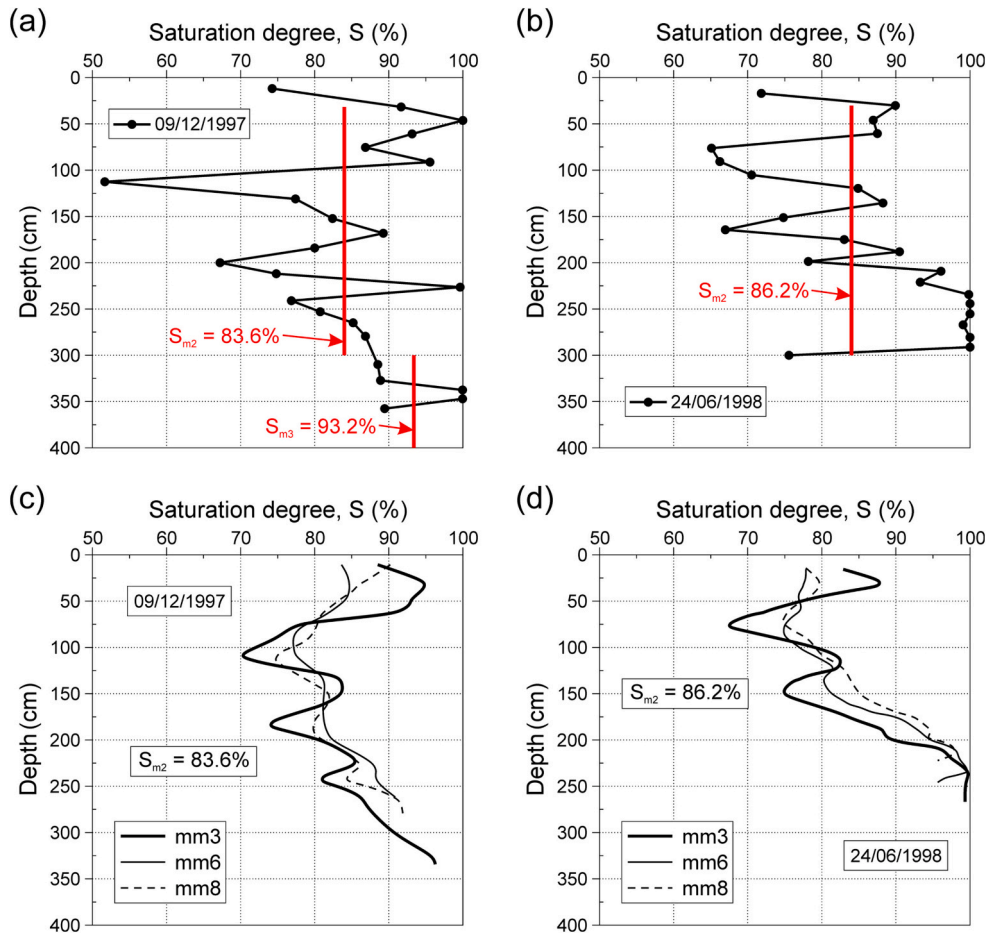 (a)
Saturation degree, S (%)
50 60 70 80 90 100
0
50
100
150
200
250
300
350
400
Depth (cm)
09/12/1997
Sm2 = 83.6%
Sm3 = 93.2%
(b)
Saturation degree, S (%)
50 60 70 80 90 100
0
50
100
150
200
250
300
350
400
Depth (cm)
Sm2 = 86.2%
24/06/1998
(c)
Saturation degree, S (%)
50 60 70 80 90 100
0
50
100
150
200
250
300
350
400
Depth (cm)
09/12/1997
Sm2 = 83.6%
mm3
mm6
mm8
(d)
Saturation degree, S (%)
50 60 70 80 90 100
0
50
100
150
200
250
300
350
400
Depth (cm)
Sm2 = 86.2%
mm3
mm6
mm8
24/06/1998